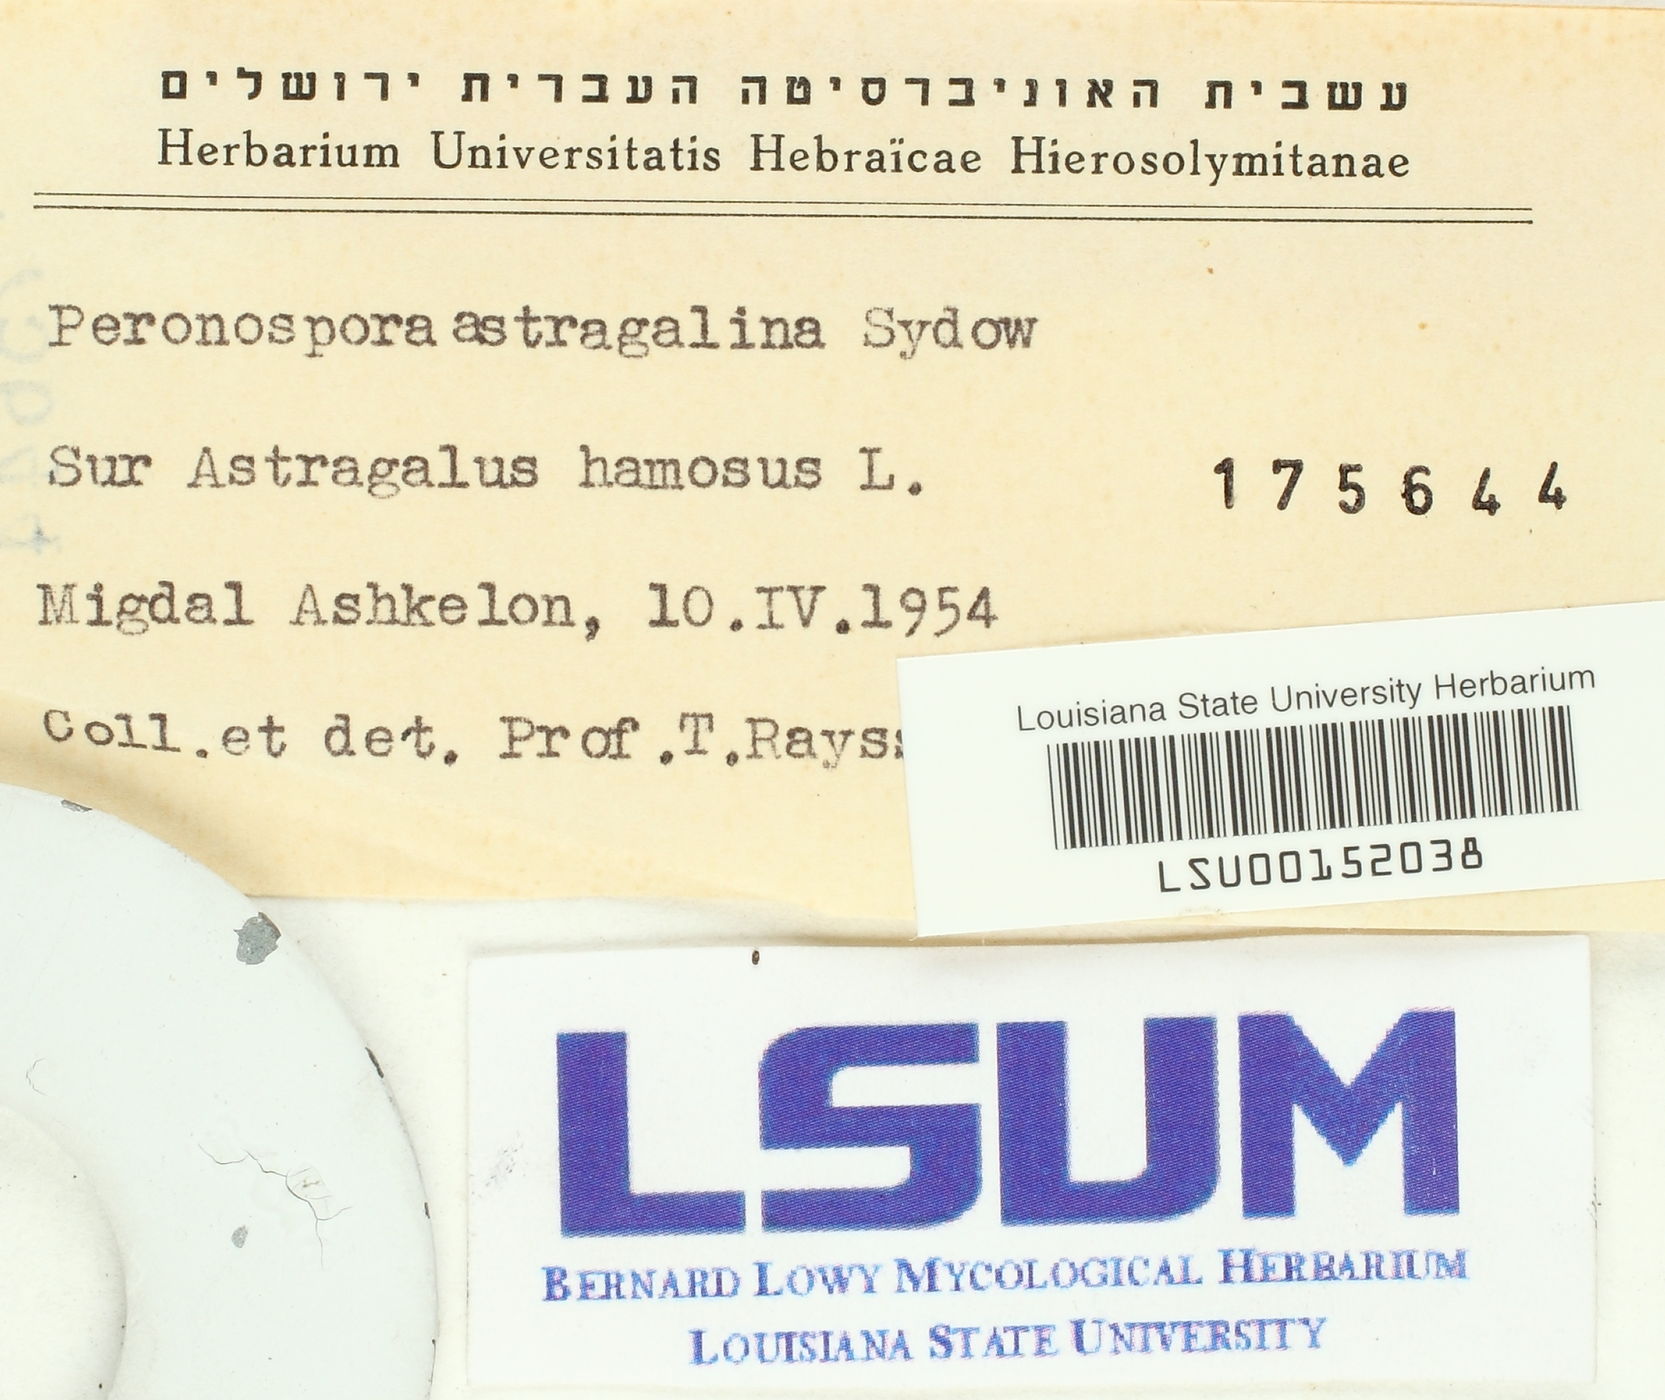 עשבית האוניברסיטה העברית ירושלים
Herbarium Universitatis Hebraïcae Hierosolymitanae
Peronospora astragalina Sydow
Sur Astragalus hamosus L.
175644
Migdal Ashkelon, 10.IV.1954
Coll.et det. Prof.T.Rayss
Louisiana State University Herbarium
LSU00152038
LSUM
BERNARD LOWY MYCOLOGICAL HERBARIUM
LOUISIANA STATE UNIVERSITY